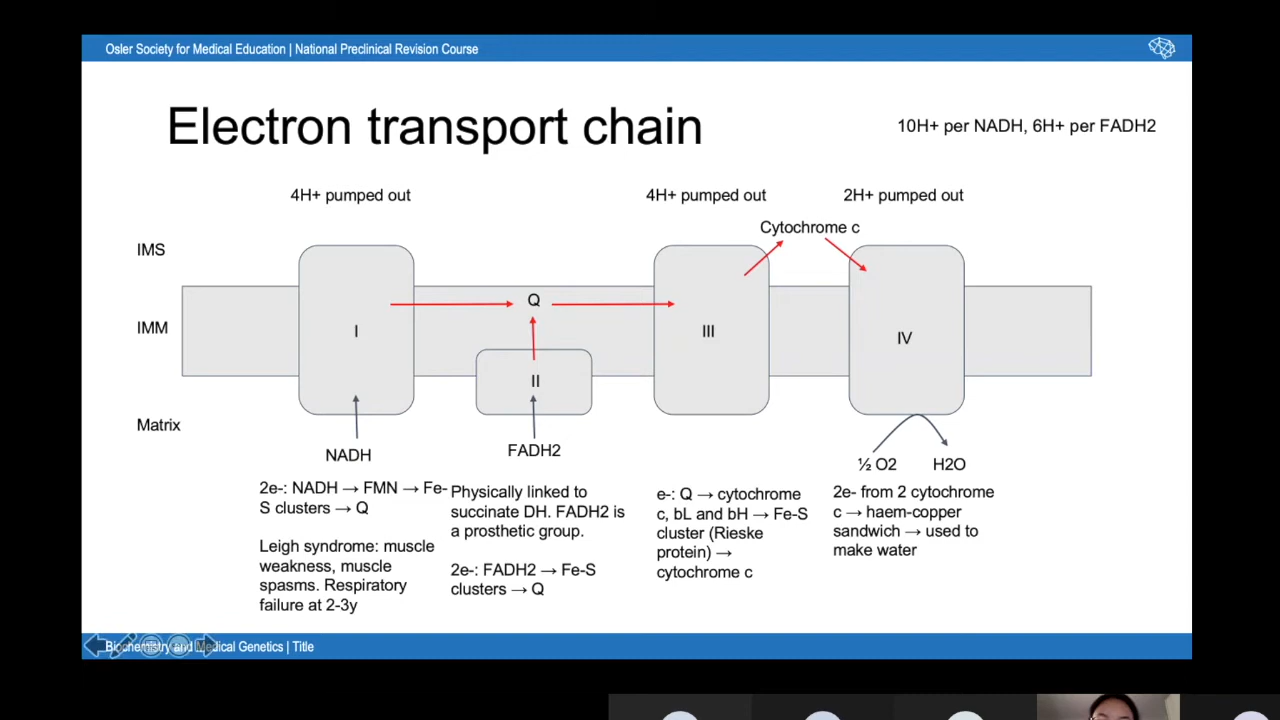 Osler Society for Medical Education | National Preclinical Revision Course
Electron transport chain
10H+ per NADH, 6H+ per FADH2
4H+ pumped out
4H+ pumped out
2H+ pumped out
Cytochrome c
IMS
Q
IMM
I
III
IV
II
Matrix
NADH
FADH2
½ O2
H2O
2e-: NADH → FMN → Fe-
S clusters → Q
Leigh syndrome: muscle
weakness, muscle
spasms. Respiratory
failure at 2-3y
Physically linked to
succinate DH. FADH2 is
a prosthetic group.
2e-: FADH2 → Fe-S
clusters → Q
e-: Q → cytochrome
c, bL and bH → Fe-S
cluster (Rieske
protein) →
cytochrome c
2e- from 2 cytochrome
c → haem-copper
sandwich → used to
make water
Biochemistry and Medical Genetics | Title